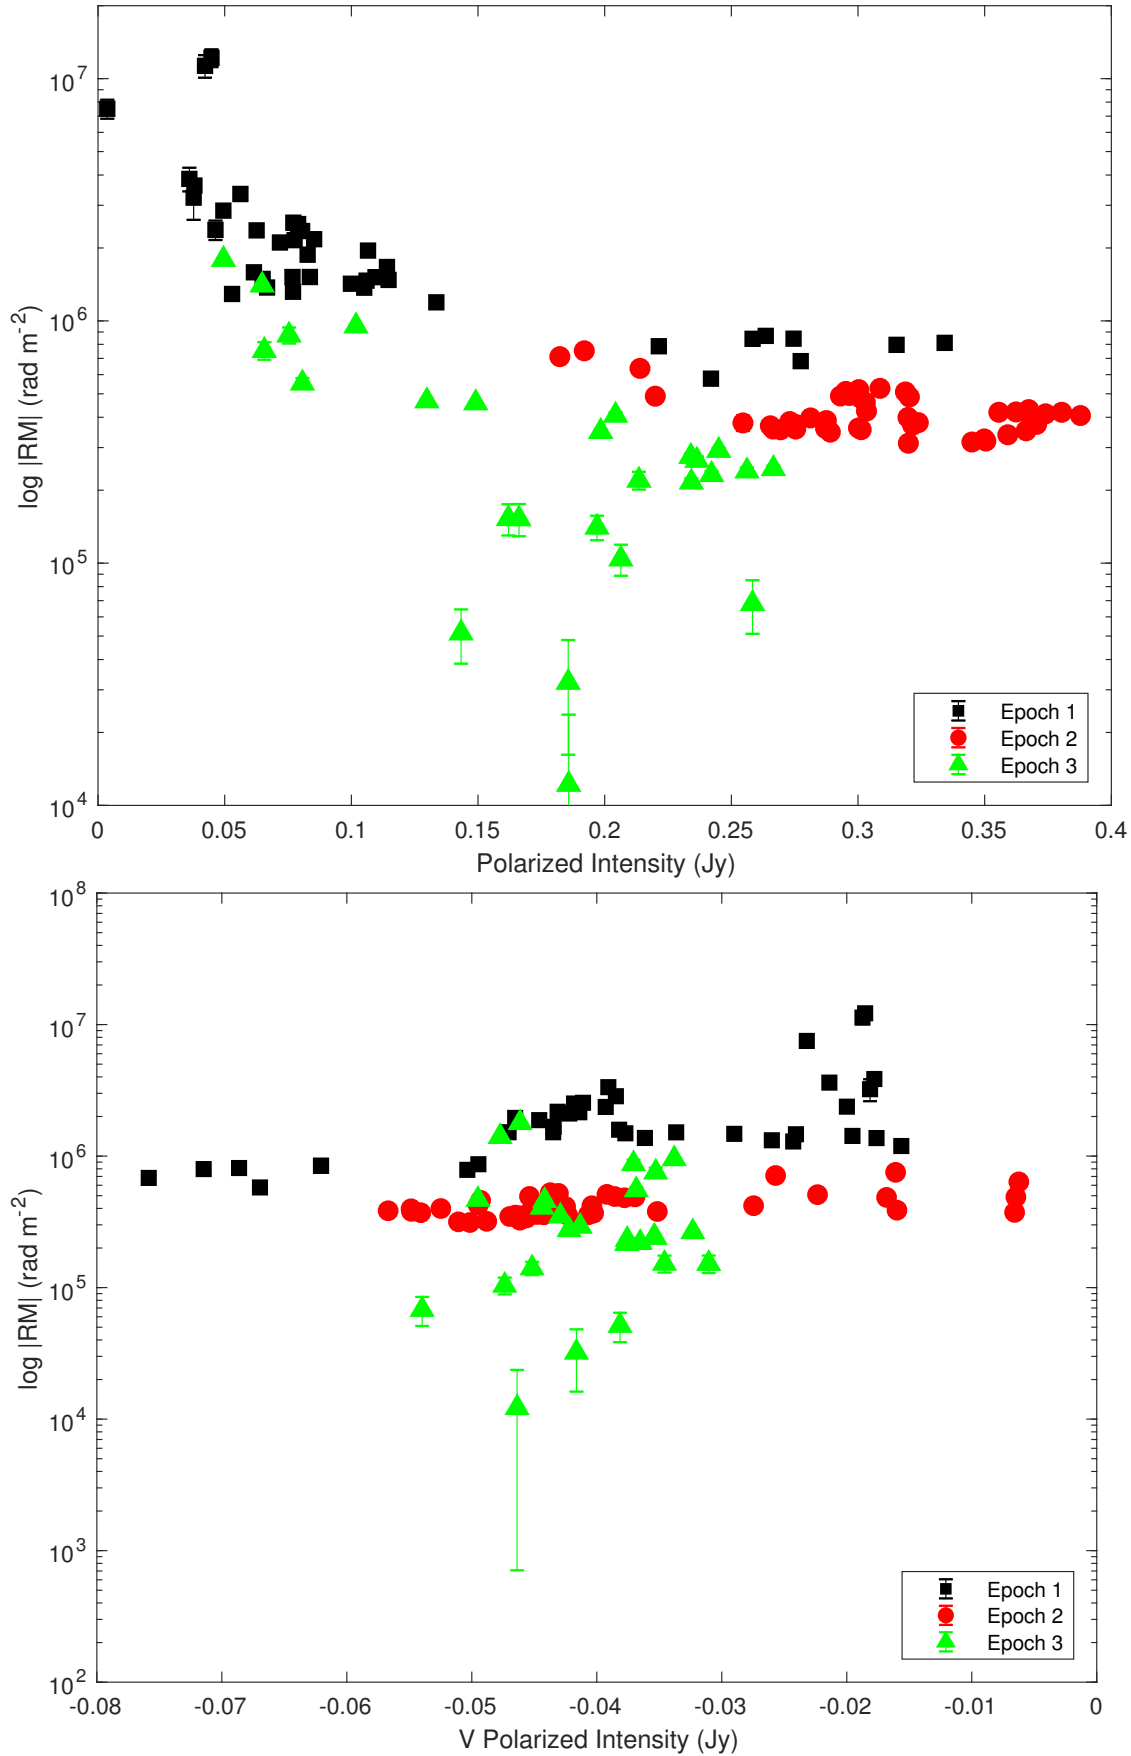 10^7
10^6
10^5
10^4
log |RM| (rad m^-2)
0 0.05 0.1 0.15 0.2 0.25 0.3 0.35 0.4
Polarized Intensity (Jy)
Epoch 1
Epoch 2
Epoch 3
10^8
10^7
10^6
10^5
10^4
10^3
10^2
log |RM| (rad m^-2)
-0.08 -0.07 -0.06 -0.05 -0.04 -0.03 -0.02 -0.01 0
V Polarized Intensity (Jy)
Epoch 1
Epoch 2
Epoch 3